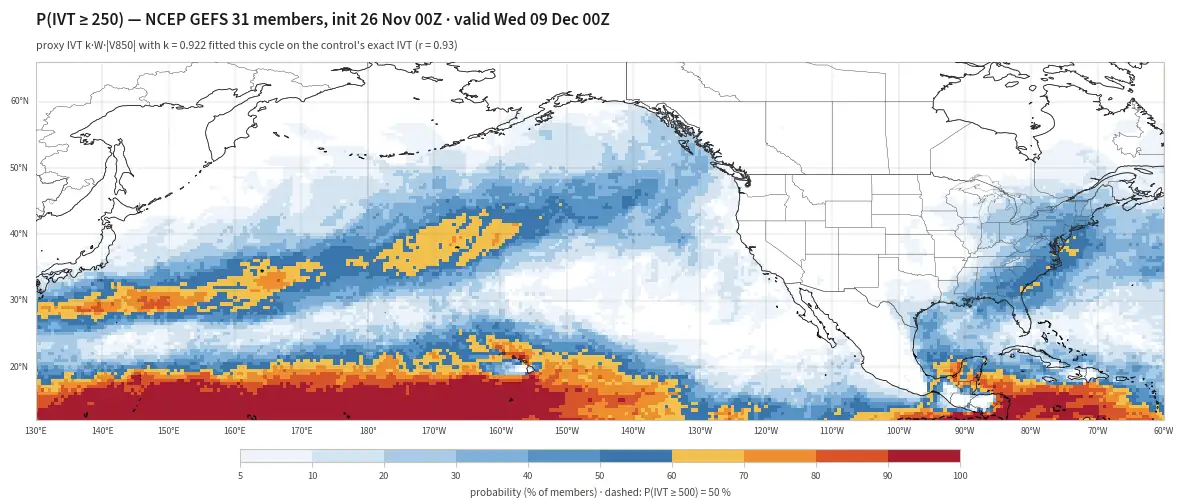 P(IVT ≥ 250) — NCEP GEFS 31 members, init 26 Nov 00Z · valid Wed 09 Dec 00Z
proxy IVT k·W·|V850| with k = 0.922 fitted this cycle on the control's exact IVT (r = 0.93)
60°N
50°N
40°N
30°N
20°N
130°E 140°E 150°E 160°E 170°E 180° 170°W 160°W 150°W 140°W 130°W 120°W 110°W 100°W 90°W 80°W 70°W 60°W
5 10 20 30 40 50 60 70 80 90 100
probability (% of members) · dashed: P(IVT ≥ 500) = 50 %